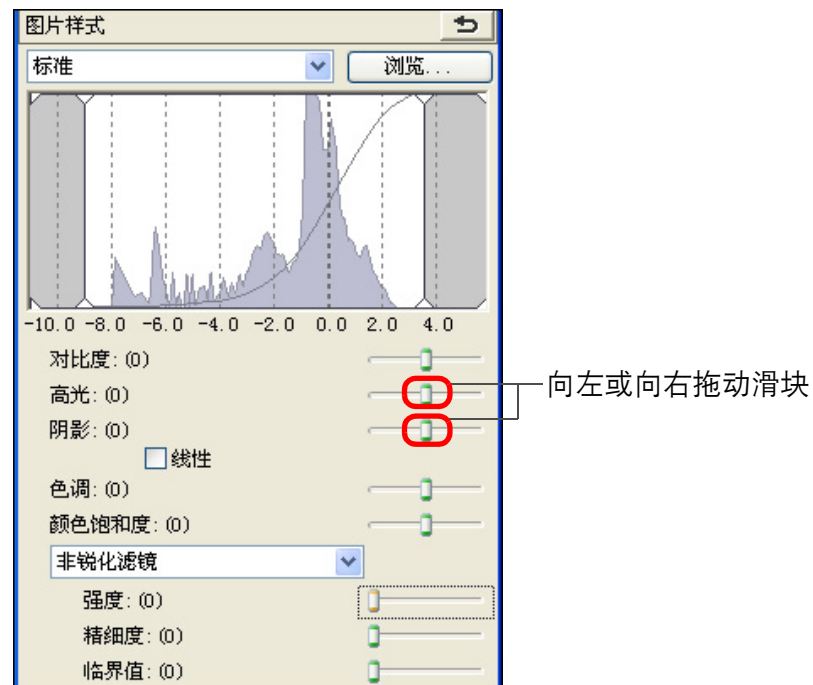 图片样式
标准 浏览...
-10.0 -8.0 -6.0 -4.0 -2.0 0.0 2.0 4.0
对比度: (0)
高光: (0)
向左或向右拖动滑块
阴影: (0)
线性
色调: (0)
颜色饱和度: (0)
非锐化滤镜
强度: (0)
精细度: (0)
临界值: (0)